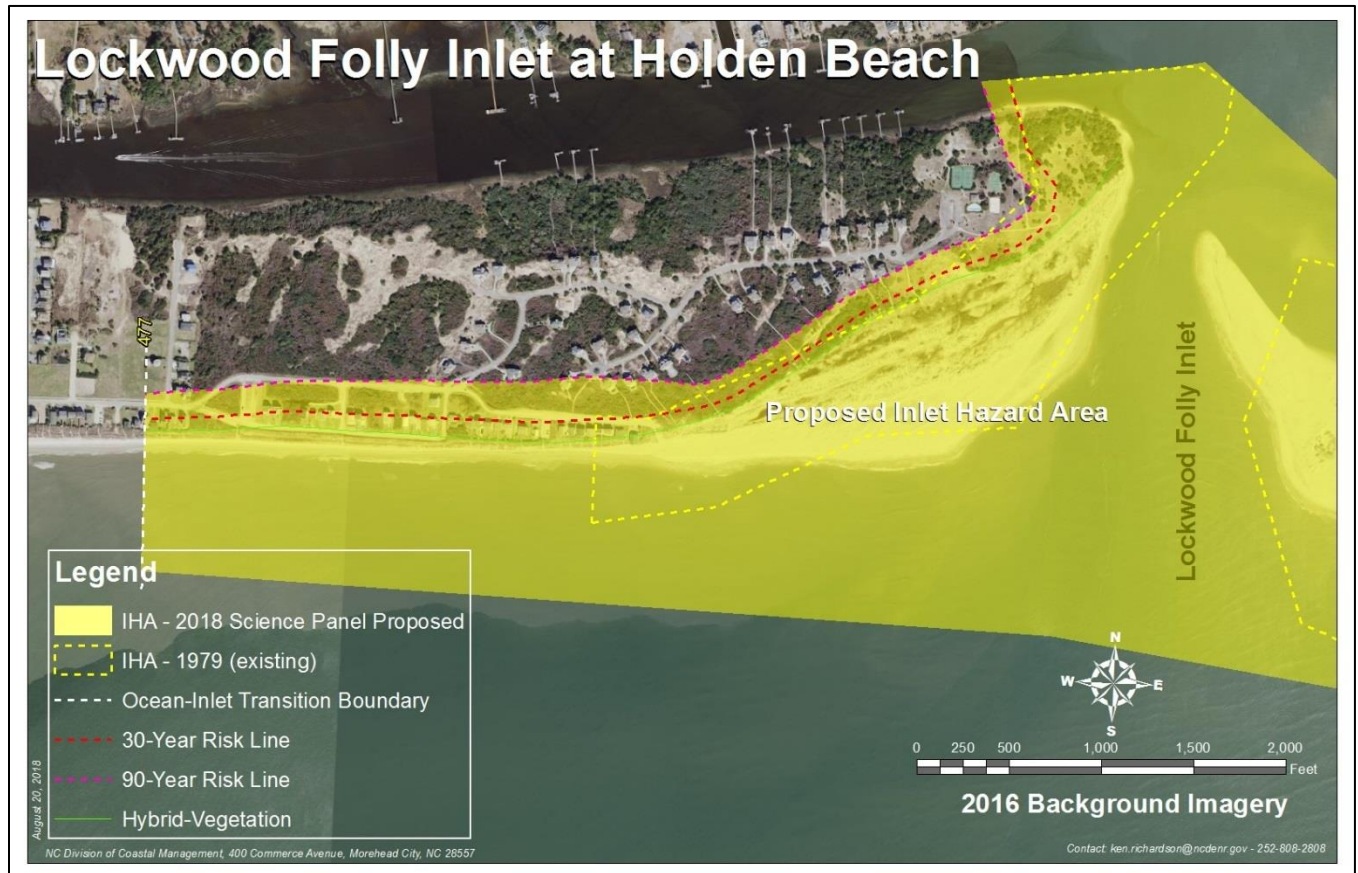 Lockwood Folly Inlet at Holden Beach
477
Proposed Inlet Hazard Area
Lockwood Folly Inlet
Legend
IHA - 2018 Science Panel Proposed
IHA - 1979 (existing)
Ocean-Inlet Transition Boundary
30-Year Risk Line
90-Year Risk Line
Hybrid-Vegetation
August 20, 2018
NC Division of Coastal Management, 400 Commerce Avenue, Morehead City, NC 28557
N
W E
S
0 250 500 1,000 1,500 2,000
Feet
2016 Background Imagery
Contact: ken.richardson@ncdenr.gov - 252-808-2808